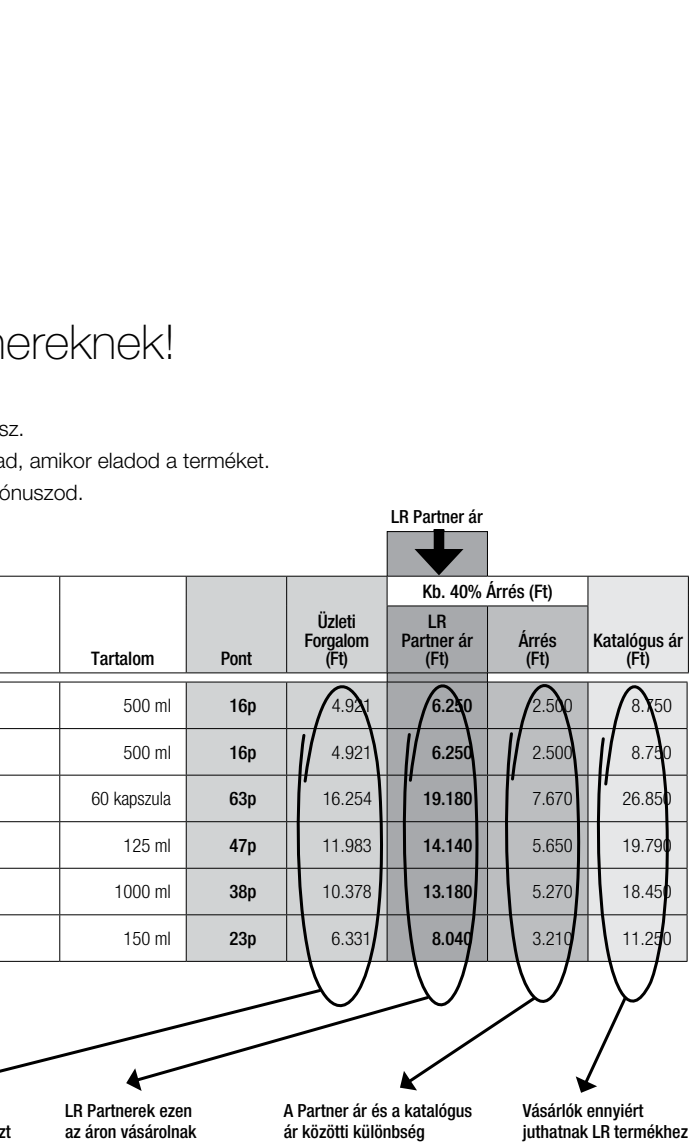 nereknek!
sz.
ad, amikor eladod a terméket.
ónuszod.
LR Partner ár
Kb. 40% Árrés (Ft)
Tartalom Pont Üzleti Forgalom (Ft) LR Partner ár (Ft) Árrés (Ft) Katalógus ár (Ft)
500 ml 16p 4.921 6.250 2.500 8.750
500 ml 16p 4.921 6.250 2.500 8.750
60 kapszula 63p 16.254 19.180 7.670 26.850
125 ml 47p 11.983 14.140 5.650 19.790
1000 ml 38p 10.378 13.180 5.270 18.450
150 ml 23p 6.331 8.040 3.210 11.250
zt
LR Partnerek ezen
az áron vásárolnak
A Partner ár és a katalógus
ár közötti különbség
Vásárlók ennyiért
juthatnak LR termékhez